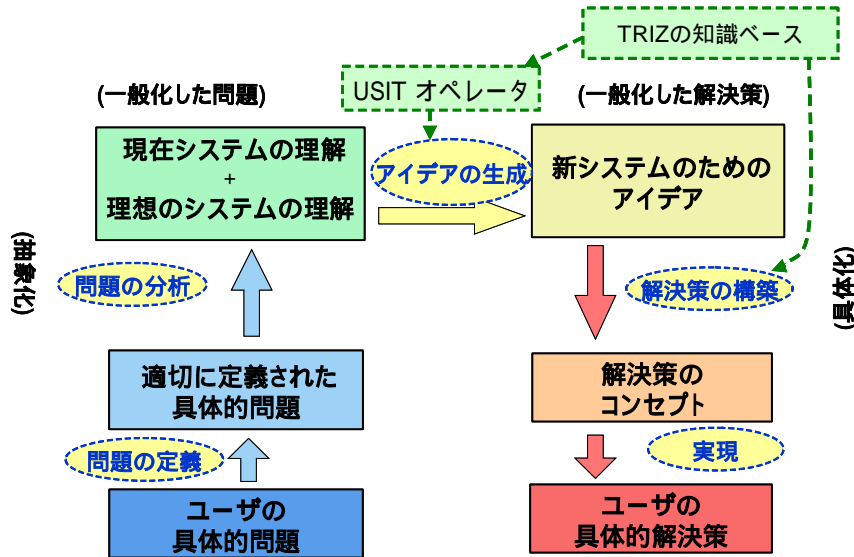 TRIZの知識ベース
USIT オペレータ
(一般化した問題)
(一般化した解決策)
現在システムの理解
+
理想のシステムの理解
アイデアの生成
新システムのための
アイデア
(抽象化)
問題の分析
解決策の構築
(具体化)
適切に定義された
具体的問題
解決策の
コンセプト
問題の定義
実現
ユーザの
具体的問題
ユーザの
具体的解決策